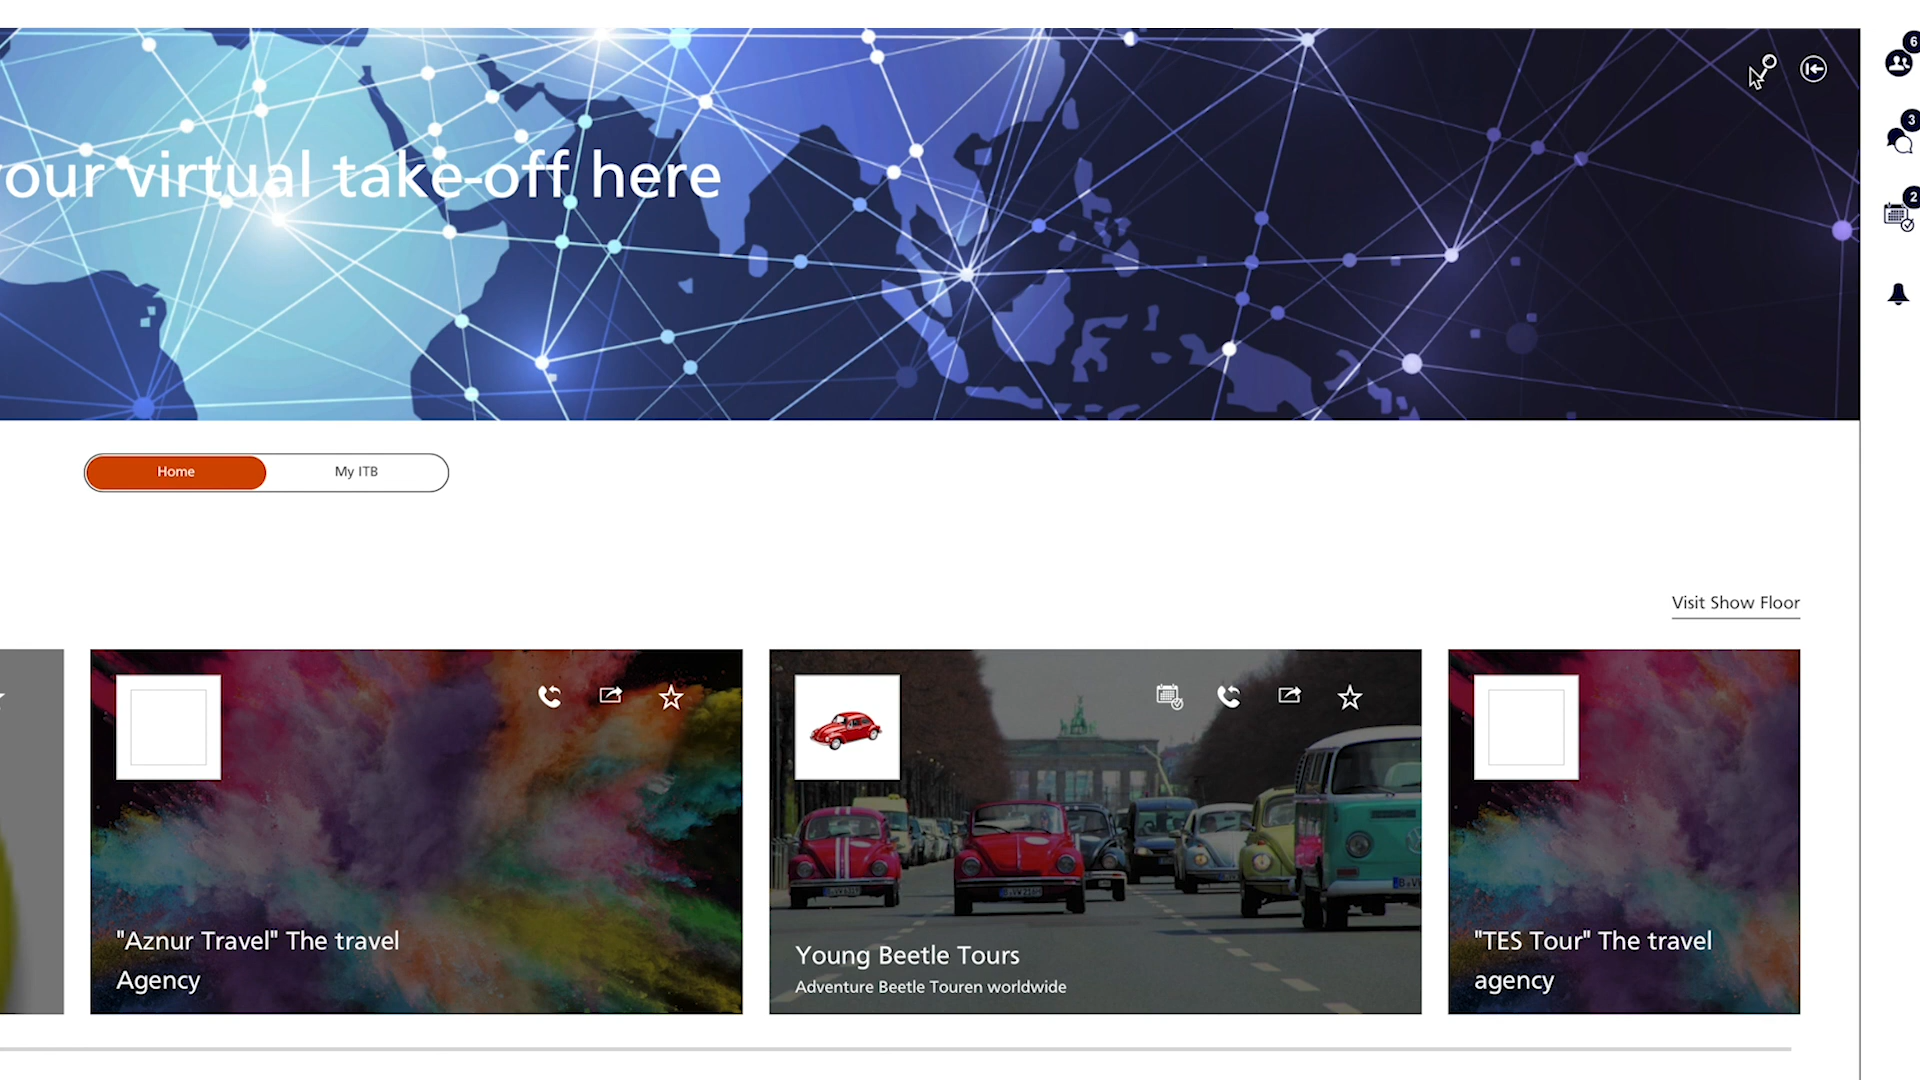 6
our virtual take-off here
3
2
Home
My ITB
Visit Show Floor
"Aznur Travel" The travel
Agency
Young Beetle Tours
Adventure Beetle Touren worldwide
"TES Tour" The travel
agency